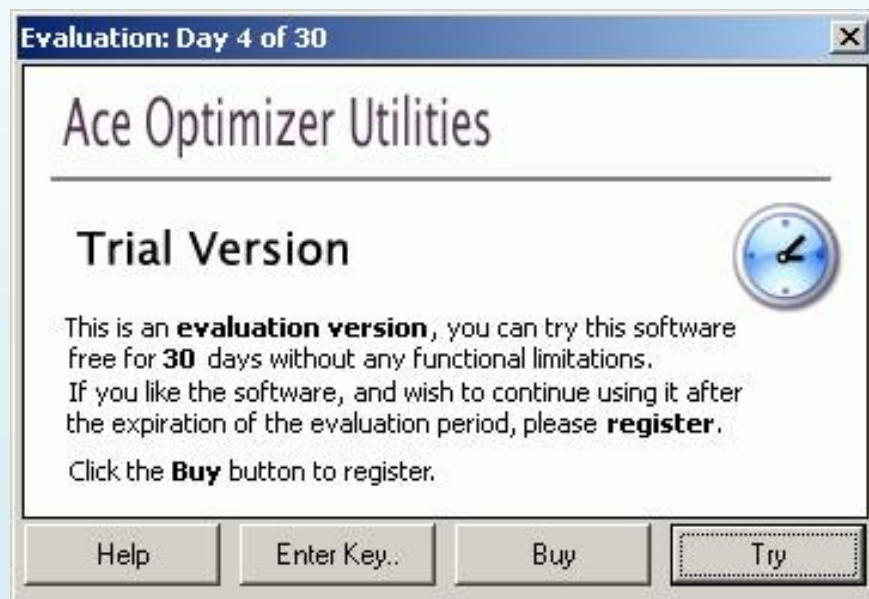 Evaluation: Day 4 of 30
Ace Optimizer Utilities
Trial Version
This is an evaluation version, you can try this software
free for 30 days without any functional limitations.
If you like the software, and wish to continue using it after
the expiration of the evaluation period, please register.
Click the Buy button to register.
Help
Enter Key..
Buy
Try